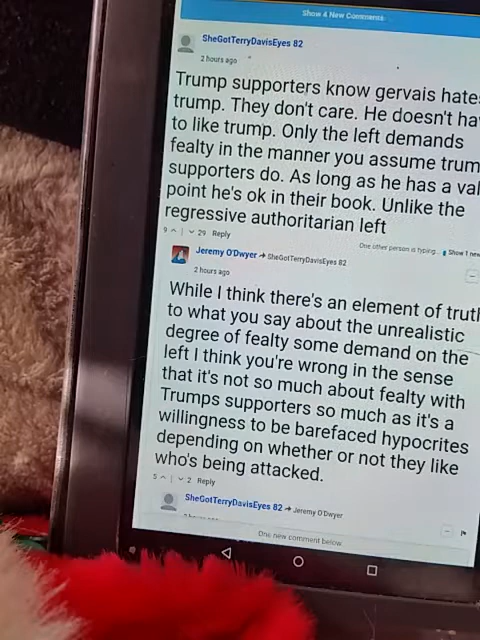 Show 4 New Comments
SheGotTerryDavisEyes 82
2 hours ago
Trump supporters know gervais hates
trump. They don't care. He doesn't ha
to like trump. Only the left demands
fealty in the manner you assume trum
supporters do. As long as he has a val
point he's ok in their book. Unlike the
regressive authoritarian left
9 | 29 Reply
One other person is typing... Show 1 new
Jeremy O'Dwyer → SheGotTerryDavisEyes 82
2 hours ago
While I think there's an element of trut
to what you say about the unrealistic
degree of fealty some demand on the
left I think you're wrong in the sense
that it's not so much about fealty with
Trumps supporters so much as it's a
willingness to be barefaced hypocrites
depending on whether or not they like
who's being attacked.
5 | 2 Reply
SheGotTerryDavisEyes 82 → Jeremy O'Dwyer
One new comment below